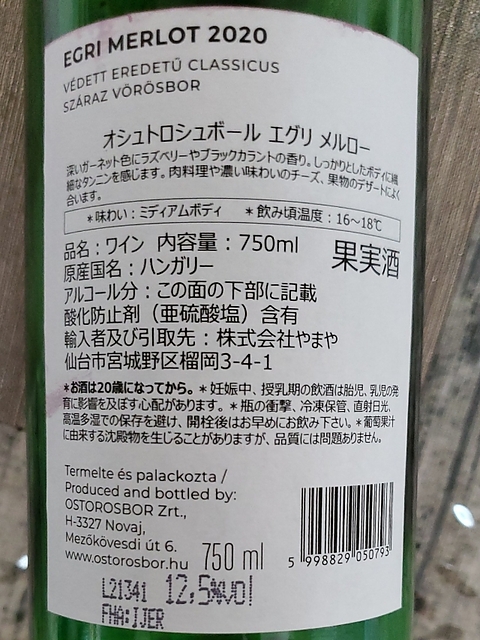 EGRI MERLOT 2020
VÉDETT EREDETŰ CLASSICUS
SZÁRAZ VÖRÖSBOR
オシュトロシュボール エグリ メルロー
深いガーネット色にラズベリーやブラックカラントの香り。しっかりとしたボディに繊
細なタンニンを感じます。肉料理や濃い味わいのチーズ、果物のデザートによく
合います。
*味わい：ミディアムボディ *飲み頃温度：16～18℃
品名：ワイン 内容量：750ml 果実酒
原産国名：ハンガリー
アルコール分：この面の下部に記載
酸化防止剤（亜硫酸塩）含有
輸入者及び引取先：株式会社やまや
仙台市宮城野区榴岡3-4-1
*お酒は20歳になってから。*妊娠中、授乳期の飲酒は胎児、乳児の発
育に影響を及ぼす心配があります。*瓶の衝撃、冷凍保管、直射日光、
高温多湿での保存を避け、開栓後はお早めにお飲み下さい。*葡萄果汁
に由来する沈殿物を生じることがありますが、品質には問題ありません。
Termelte és palackozta /
Produced and bottled by:
OSTOROSBOR Zrt.,
H-3327 Novaj,
Mezőkövesdi út 6.
www.ostorosbor.hu 750 ml
5 998829 050793
L21341 12,5%vol
FHA:IJER